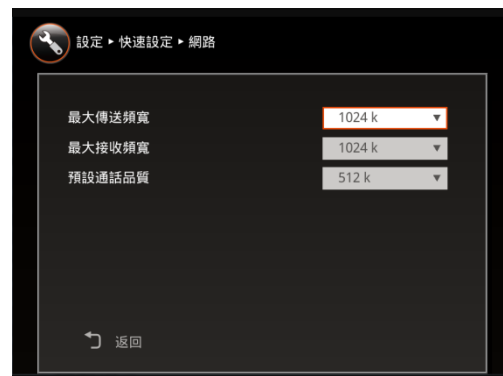 設定 ▸ 快速設定 ▸ 網路
最大傳送頻寬 1024 k
最大接收頻寬 1024 k
預設通話品質 512 k
返回